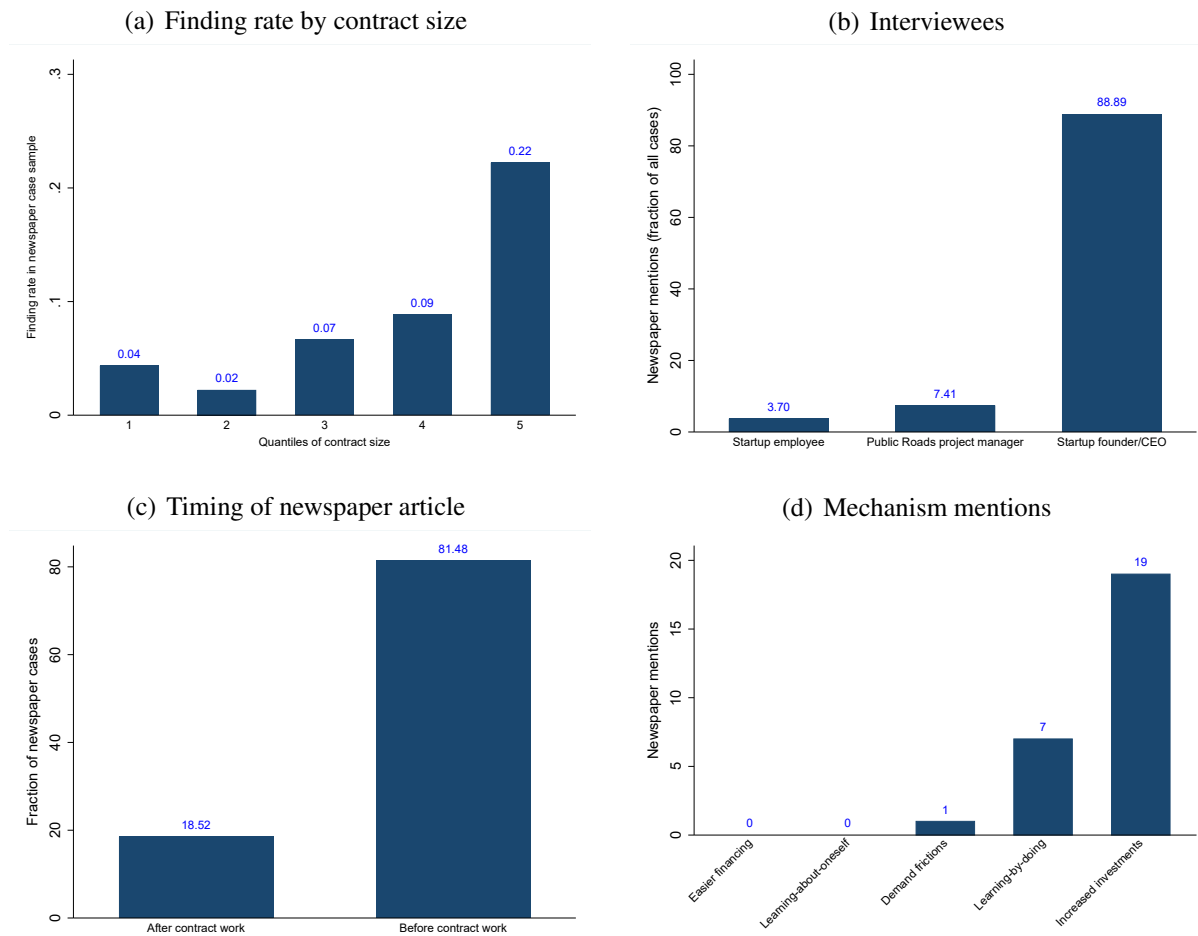 (a) Finding rate by contract size
Finding rate in newspaper case sample
.3
.2
.1
0
0.04
0.02
0.07
0.09
0.22
1 2 3 4 5
Quantiles of contract size
(b) Interviewees
Newspaper mentions (fraction of all cases)
100
80
60
40
20
0
3.70
7.41
88.89
Startup employee Public Roads project manager Startup founder/CEO
(c) Timing of newspaper article
Fraction of newspaper cases
80
60
40
20
0
18.52
81.48
After contract work Before contract work
(d) Mechanism mentions
Newspaper mentions
20
15
10
5
0
0
0
1
7
19
Easier financing
Learning-about-oneself
Demand frictions
Learning-by-doing
Increased investments